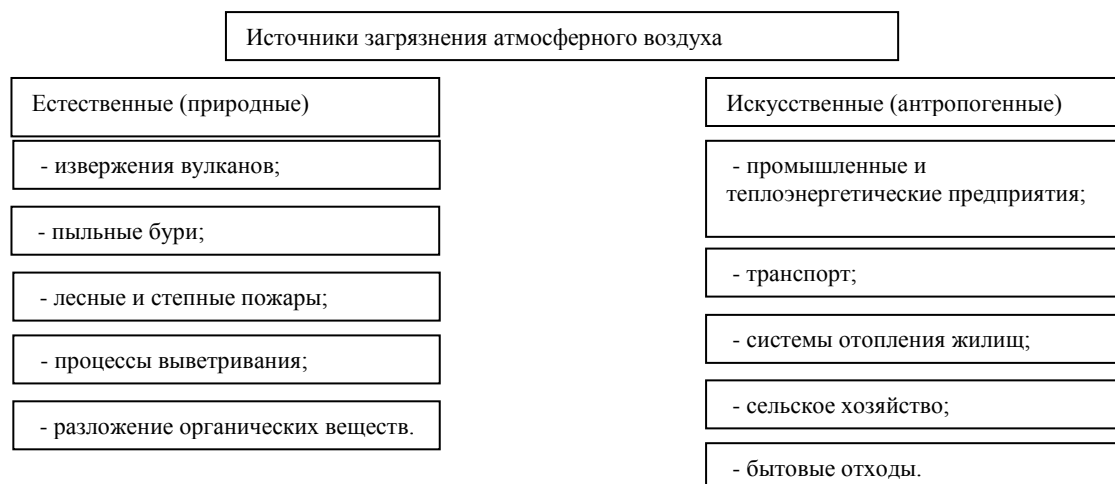 Источники загрязнения атмосферного воздуха
Естественные (природные)
- извержения вулканов;
- пыльные бури;
- лесные и степные пожары;
- процессы выветривания;
- разложение органических веществ.
Искусственные (антропогенные)
- промышленные и
теплоэнергетические предприятия;
- транспорт;
- системы отопления жилищ;
- сельское хозяйство;
- бытовые отходы.